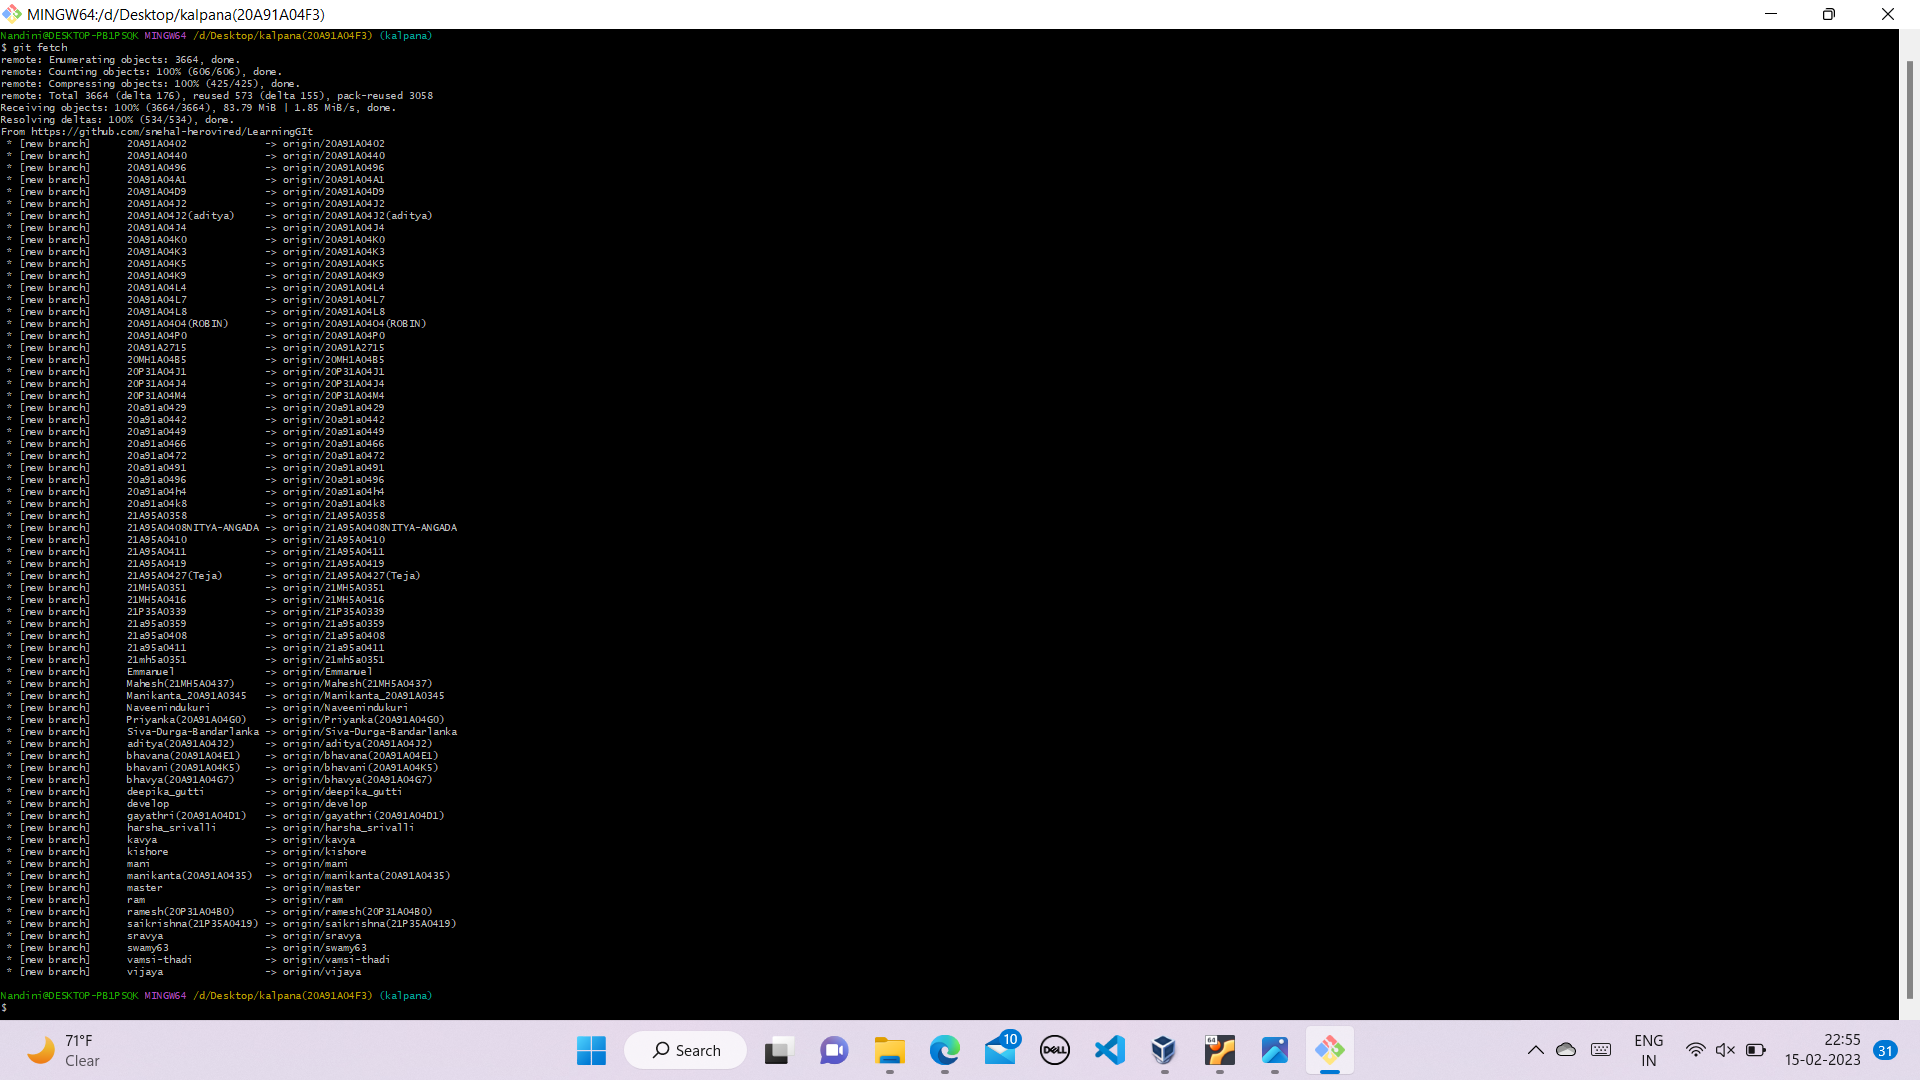 MINGW64:/d/Desktop/kalpana(20A91A04F3)
Nandini@DESKTOP-PB1PSQK MINGW64 /d/Desktop/kalpana(20A91A04F3) (kalpana)
$ git fetch
remote: Enumerating objects: 3664, done.
remote: Counting objects: 100% (606/606), done.
remote: Compressing objects: 100% (425/425), done.
remote: Total 3664 (delta 176), reused 573 (delta 155), pack-reused 3058
Receiving objects: 100% (3664/3664), 83.79 MiB | 1.85 MiB/s, done.
Resolving deltas: 100% (534/534), done.
From https://github.com/snehal-herovired/LearningGIt
* [new branch] 20A91A0402 -> origin/20A91A0402
* [new branch] 20A91A0440 -> origin/20A91A0440
* [new branch] 20A91A0496 -> origin/20A91A0496
* [new branch] 20A91A04A1 -> origin/20A91A04A1
* [new branch] 20A91A04D9 -> origin/20A91A04D9
* [new branch] 20A91A04J2 -> origin/20A91A04J2
* [new branch] 20A91A04J2(aditya) -> origin/20A91A04J2(aditya)
* [new branch] 20A91A04J4 -> origin/20A91A04J4
* [new branch] 20A91A04K0 -> origin/20A91A04K0
* [new branch] 20A91A04K3 -> origin/20A91A04K3
* [new branch] 20A91A04K5 -> origin/20A91A04K5
* [new branch] 20A91A04K9 -> origin/20A91A04K9
* [new branch] 20A91A04L4 -> origin/20A91A04L4
* [new branch] 20A91A04L7 -> origin/20A91A04L7
* [new branch] 20A91A04L8 -> origin/20A91A04L8
* [new branch] 20A91A04O4(ROBIN) -> origin/20A91A04O4(ROBIN)
* [new branch] 20A91A04P0 -> origin/20A91A04P0
* [new branch] 20A91A2715 -> origin/20A91A2715
* [new branch] 20MH1A04B5 -> origin/20MH1A04B5
* [new branch] 20P31A04J1 -> origin/20P31A04J1
* [new branch] 20P31A04J4 -> origin/20P31A04J4
* [new branch] 20P31A04M4 -> origin/20P31A04M4
* [new branch] 20a91a0429 -> origin/20a91a0429
* [new branch] 20a91a0442 -> origin/20a91a0442
* [new branch] 20a91a0449 -> origin/20a91a0449
* [new branch] 20a91a0466 -> origin/20a91a0466
* [new branch] 20a91a0472 -> origin/20a91a0472
* [new branch] 20a91a0491 -> origin/20a91a0491
* [new branch] 20a91a0496 -> origin/20a91a0496
* [new branch] 20a91a04h4 -> origin/20a91a04h4
* [new branch] 20a91a04k8 -> origin/20a91a04k8
* [new branch] 21A95A0358 -> origin/21A95A0358
* [new branch] 21A95A0408NITYA-ANGADA -> origin/21A95A0408NITYA-ANGADA
* [new branch] 21A95A0410 -> origin/21A95A0410
* [new branch] 21A95A0411 -> origin/21A95A0411
* [new branch] 21A95A0419 -> origin/21A95A0419
* [new branch] 21A95A0427(Teja) -> origin/21A95A0427(Teja)
* [new branch] 21MH5A0351 -> origin/21MH5A0351
* [new branch] 21MH5A0416 -> origin/21MH5A0416
* [new branch] 21P35A0339 -> origin/21P35A0339
* [new branch] 21a95a0359 -> origin/21a95a0359
* [new branch] 21a95a0408 -> origin/21a95a0408
* [new branch] 21a95a0411 -> origin/21a95a0411
* [new branch] 21mh5a0351 -> origin/21mh5a0351
* [new branch] Emmanuel -> origin/Emmanuel
* [new branch] Mahesh(21MH5A0437) -> origin/Mahesh(21MH5A0437)
* [new branch] Manikanta_20A91A0345 -> origin/Manikanta_20A91A0345
* [new branch] Naveenindukuri -> origin/Naveenindukuri
* [new branch] Priyanka(20A91A04G0) -> origin/Priyanka(20A91A04G0)
* [new branch] Siva-Durga-Bandarlanka -> origin/Siva-Durga-Bandarlanka
* [new branch] aditya(20A91A04J2) -> origin/aditya(20A91A04J2)
* [new branch] bhavana(20A91A04E1) -> origin/bhavana(20A91A04E1)
* [new branch] bhavani(20A91A04K5) -> origin/bhavani(20A91A04K5)
* [new branch] bhavya(20A91A04G7) -> origin/bhavya(20A91A04G7)
* [new branch] deepika_gutti -> origin/deepika_gutti
* [new branch] develop -> origin/develop
* [new branch] gayathri(20A91A04D1) -> origin/gayathri(20A91A04D1)
* [new branch] harsha_srivalli -> origin/harsha_srivalli
* [new branch] kavya -> origin/kavya
* [new branch] kishore -> origin/kishore
* [new branch] mani -> origin/mani
* [new branch] manikanta(20A91A0435) -> origin/manikanta(20A91A0435)
* [new branch] master -> origin/master
* [new branch] ram -> origin/ram
* [new branch] ramesh(20P31A04B0) -> origin/ramesh(20P31A04B0)
* [new branch] saikrishna(21P35A0419) -> origin/saikrishna(21P35A0419)
* [new branch] sravya -> origin/sravya
* [new branch] swamy63 -> origin/swamy63
* [new branch] vamsi-thadi -> origin/vamsi-thadi
* [new branch] vijaya -> origin/vijaya
Nandini@DESKTOP-PB1PSQK MINGW64 /d/Desktop/kalpana(20A91A04F3) (kalpana)
$
71°F
Clear
Search
10
DELL
64
ENG
IN
22:55
15-02-2023
31